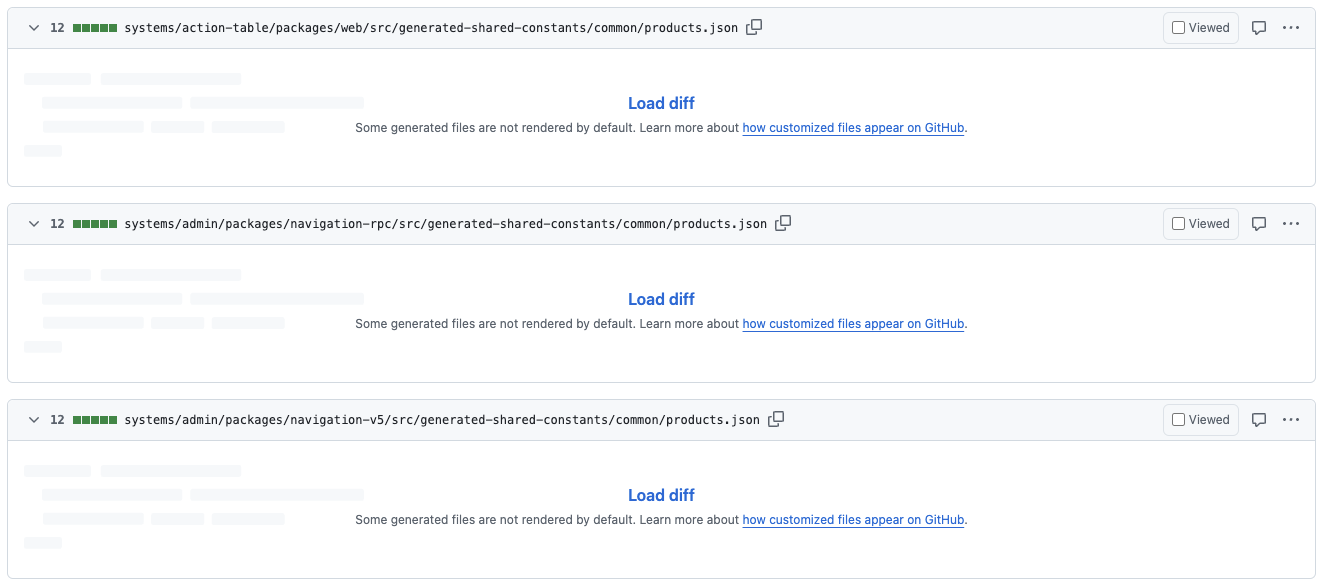 12 systems/action-table/packages/web/src/generated-shared-constants/common/products.json Viewed
Load diff
Some generated files are not rendered by default. Learn more about how customized files appear on GitHub.
12 systems/admin/packages/navigation-rpc/src/generated-shared-constants/common/products.json Viewed
Load diff
Some generated files are not rendered by default. Learn more about how customized files appear on GitHub.
12 systems/admin/packages/navigation-v5/src/generated-shared-constants/common/products.json Viewed
Load diff
Some generated files are not rendered by default. Learn more about how customized files appear on GitHub.